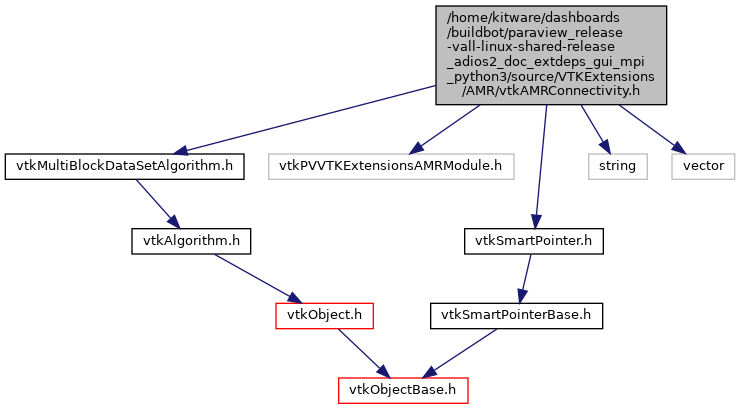 /home/kitware/dashboards
/buildbot/paraview_release
-vall-linux-shared-release
_adios2_doc_extdeps_gui_mpi
_python3/source/VTKExtensions
/AMR/vtkAMRConnectivity.h
vtkMultiBlockDataSetAlgorithm.h
vtkPVVTKExtensionsAMRModule.h
string
vector
vtkAlgorithm.h
vtkSmartPointer.h
vtkObject.h
vtkSmartPointerBase.h
vtkObjectBase.h